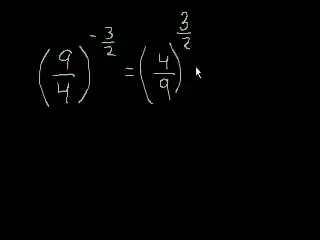 (9/4)^(-3/2) = (4/9)^(3/2)